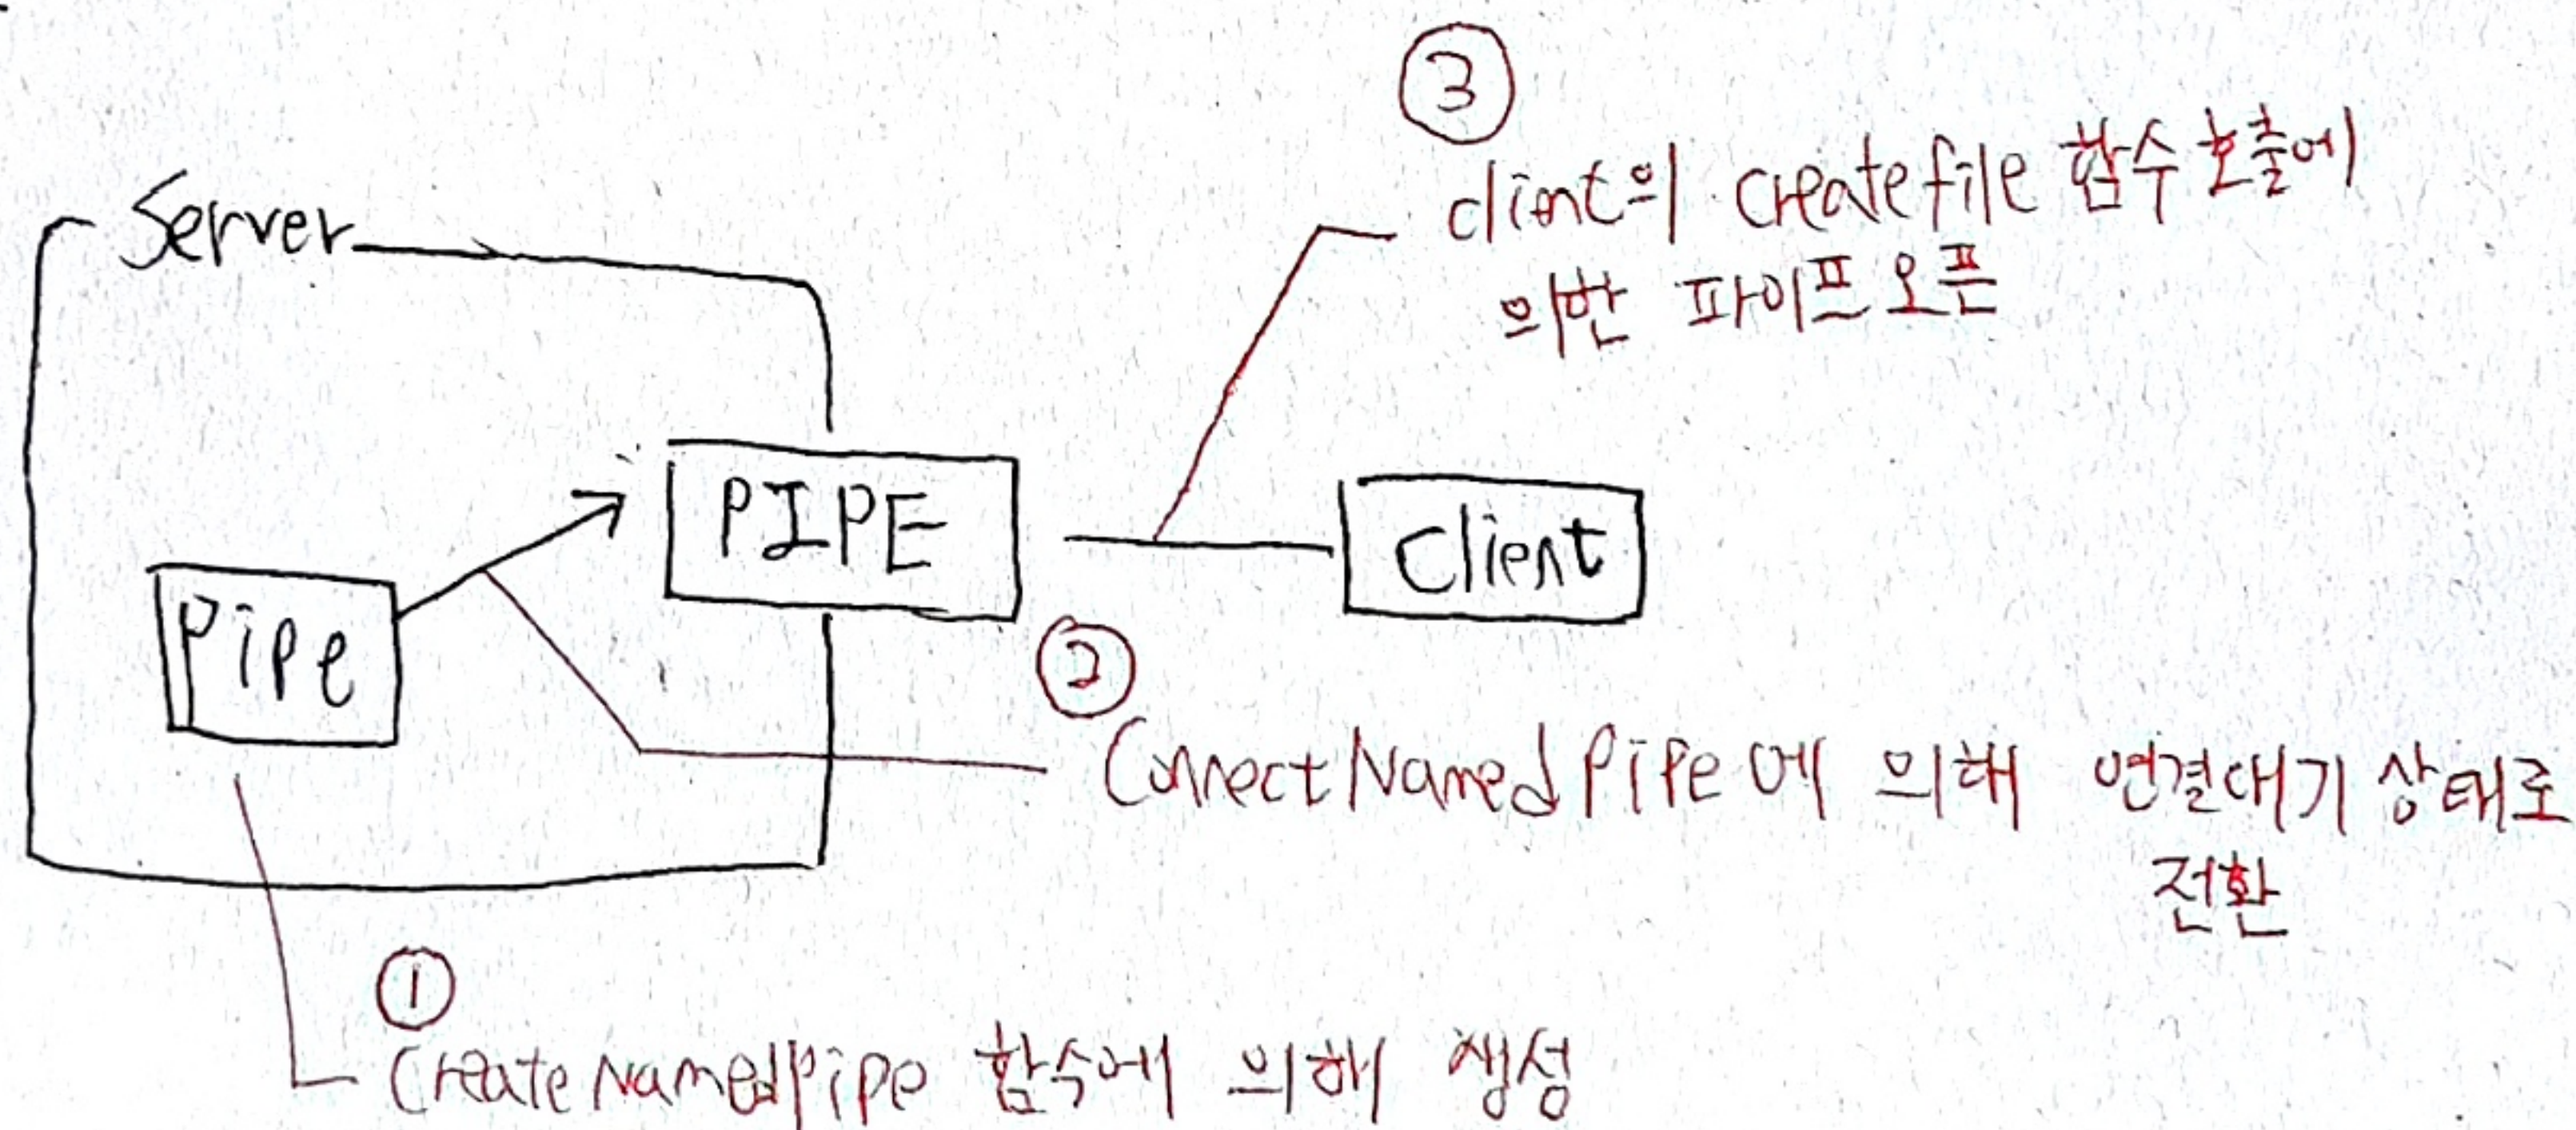 ③
client의 createfile 함수 호출에
의한 파이프 오픈
Server
PIPE
Client
Pipe
②
ConnectNamedPipe에 의해 연결대기 상태로
전환
①
CreateNamedPipe 함수에 의해 생성